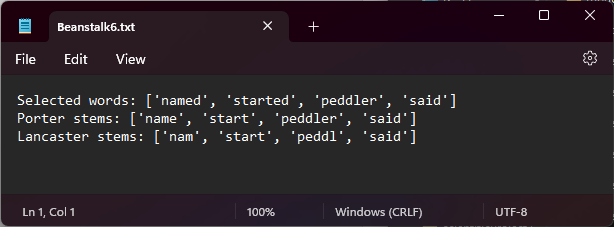 Beanstalk6.txt
File Edit View
Selected words: ['named', 'started', 'peddler', 'said']
Porter stems: ['name', 'start', 'peddler', 'said']
Lancaster stems: ['nam', 'start', 'peddl', 'said']
Ln 1, Col 1 100% Windows (CRLF) UTF-8